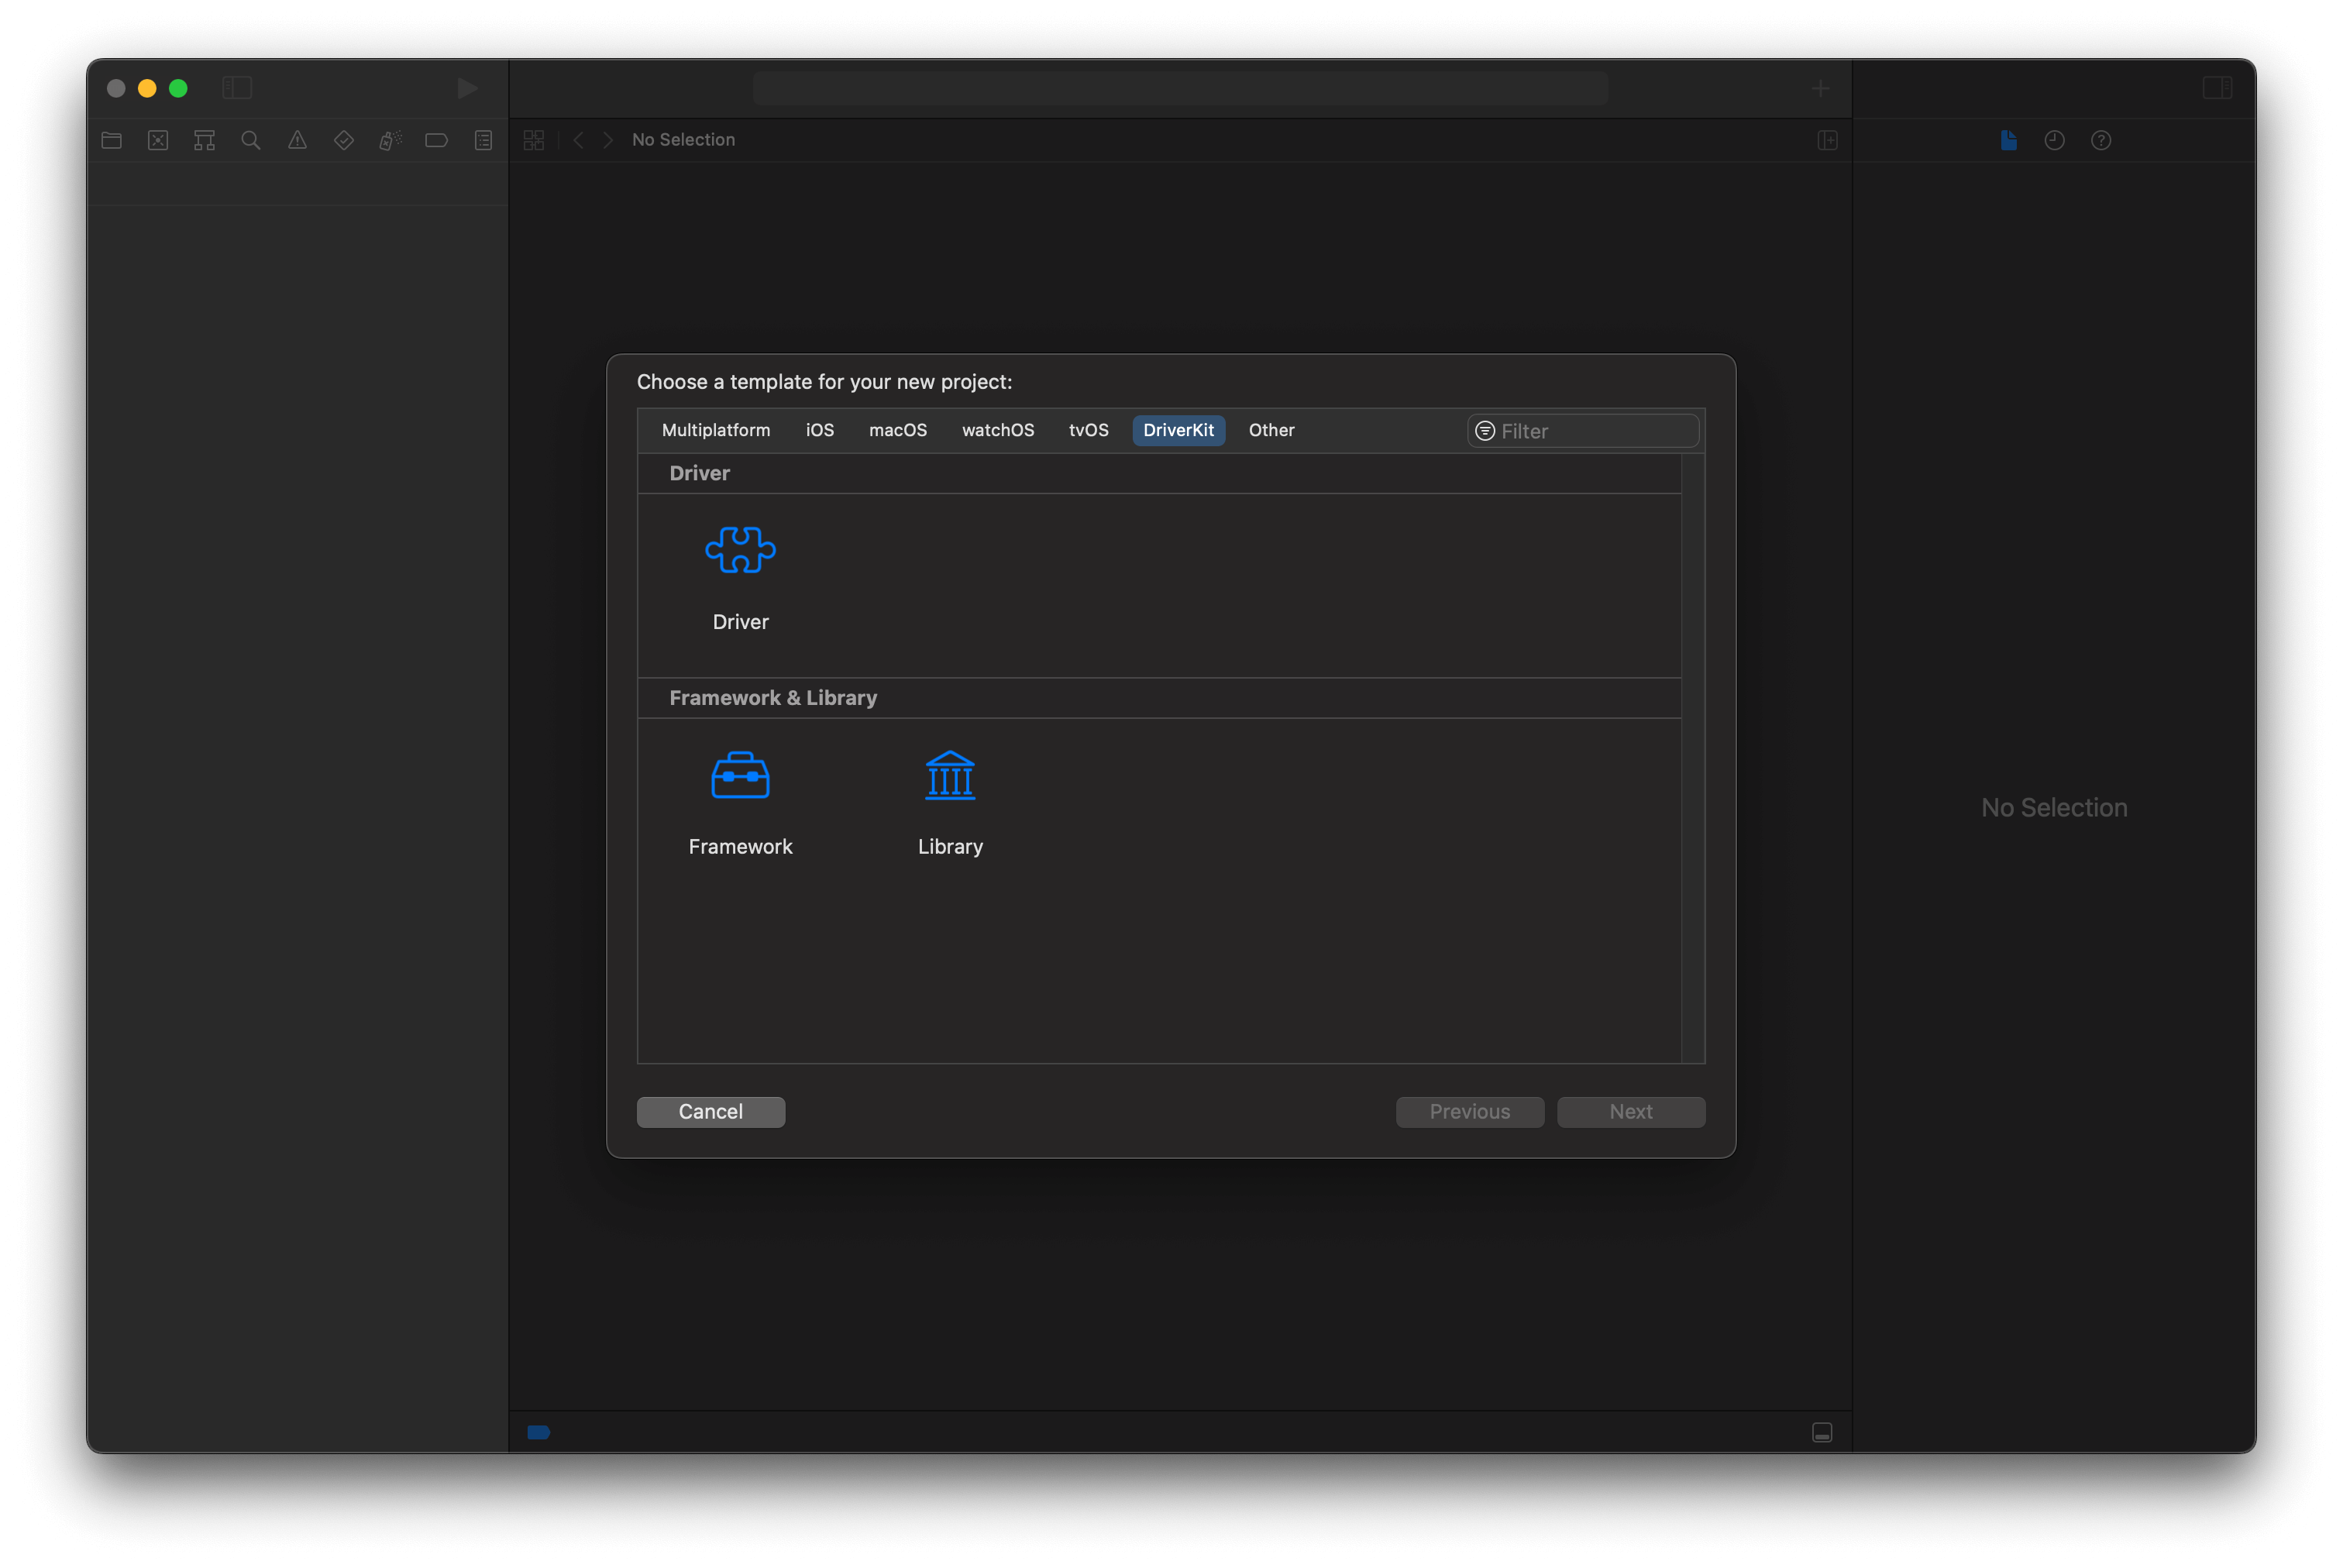 No Selection
Choose a template for your new project:
Multiplatform iOS macOS watchOS tvOS DriverKit Other Filter
Driver
Driver
Framework & Library
Framework Library
No Selection
Cancel Previous Next